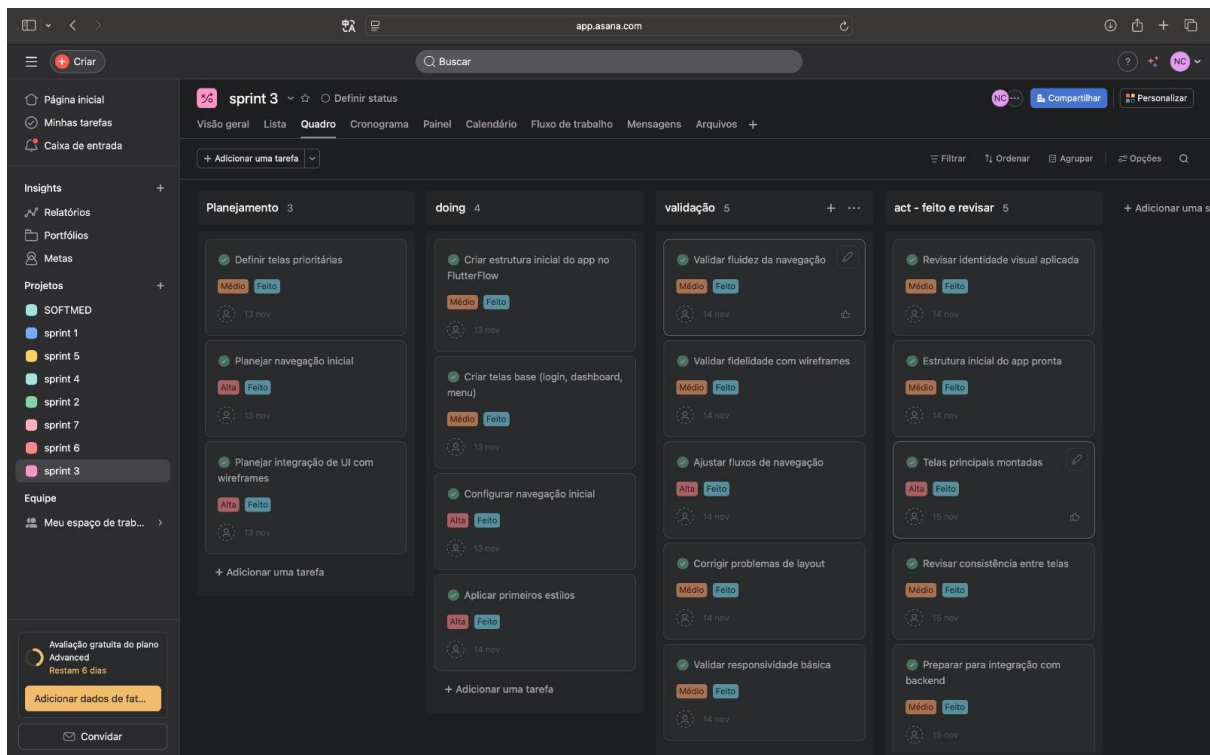 app.asana.com
Criar
Buscar
?
NC
Página inicial
Minhas tarefas
Caixa de entrada
Insights
Relatórios
Portfólios
Metas
Projetos
SOFTMED
sprint 1
sprint 5
sprint 4
sprint 2
sprint 7
sprint 6
sprint 3
Equipe
Meu espaço de trab...
Avaliação gratuita do plano
Advanced
Restam 6 dias
Adicionar dados de fat...
Convidar
sprint 3 Definir status
NC Compartilhar Personalizar
Visão geral Lista Quadro Cronograma Painel Calendário Fluxo de trabalho Mensagens Arquivos +
+ Adicionar uma tarefa
Filtrar Ordenar Agrupar Opções
Planejamento 3
Definir telas prioritárias
Médio Feito
13 nov
Planejar navegação inicial
Alta Feito
13 nov
Planejar integração de UI com
wireframes
Alta Feito
13 nov
+ Adicionar uma tarefa
doing 4
Criar estrutura inicial do app no
FlutterFlow
Médio Feito
13 nov
Criar telas base (login, dashboard,
menu)
Médio Feito
13 nov
Configurar navegação inicial
Alta Feito
13 nov
Aplicar primeiros estilos
Alta Feito
14 nov
+ Adicionar uma tarefa
validação 5 + ...
Validar fluidez da navegação
Médio Feito
14 nov
Validar fidelidade com wireframes
Médio Feito
14 nov
Ajustar fluxos de navegação
Alta Feito
14 nov
Corrigir problemas de layout
Médio Feito
14 nov
Validar responsividade básica
Médio Feito
14 nov
act - feito e revisar 5
Revisar identidade visual aplicada
Médio Feito
14 nov
Estrutura inicial do app pronta
Médio Feito
14 nov
Telas principais montadas
Alta Feito
15 nov
Revisar consistência entre telas
Médio Feito
15 nov
Preparar para integração com
backend
Médio Feito
15 nov
+ Adicionar uma s